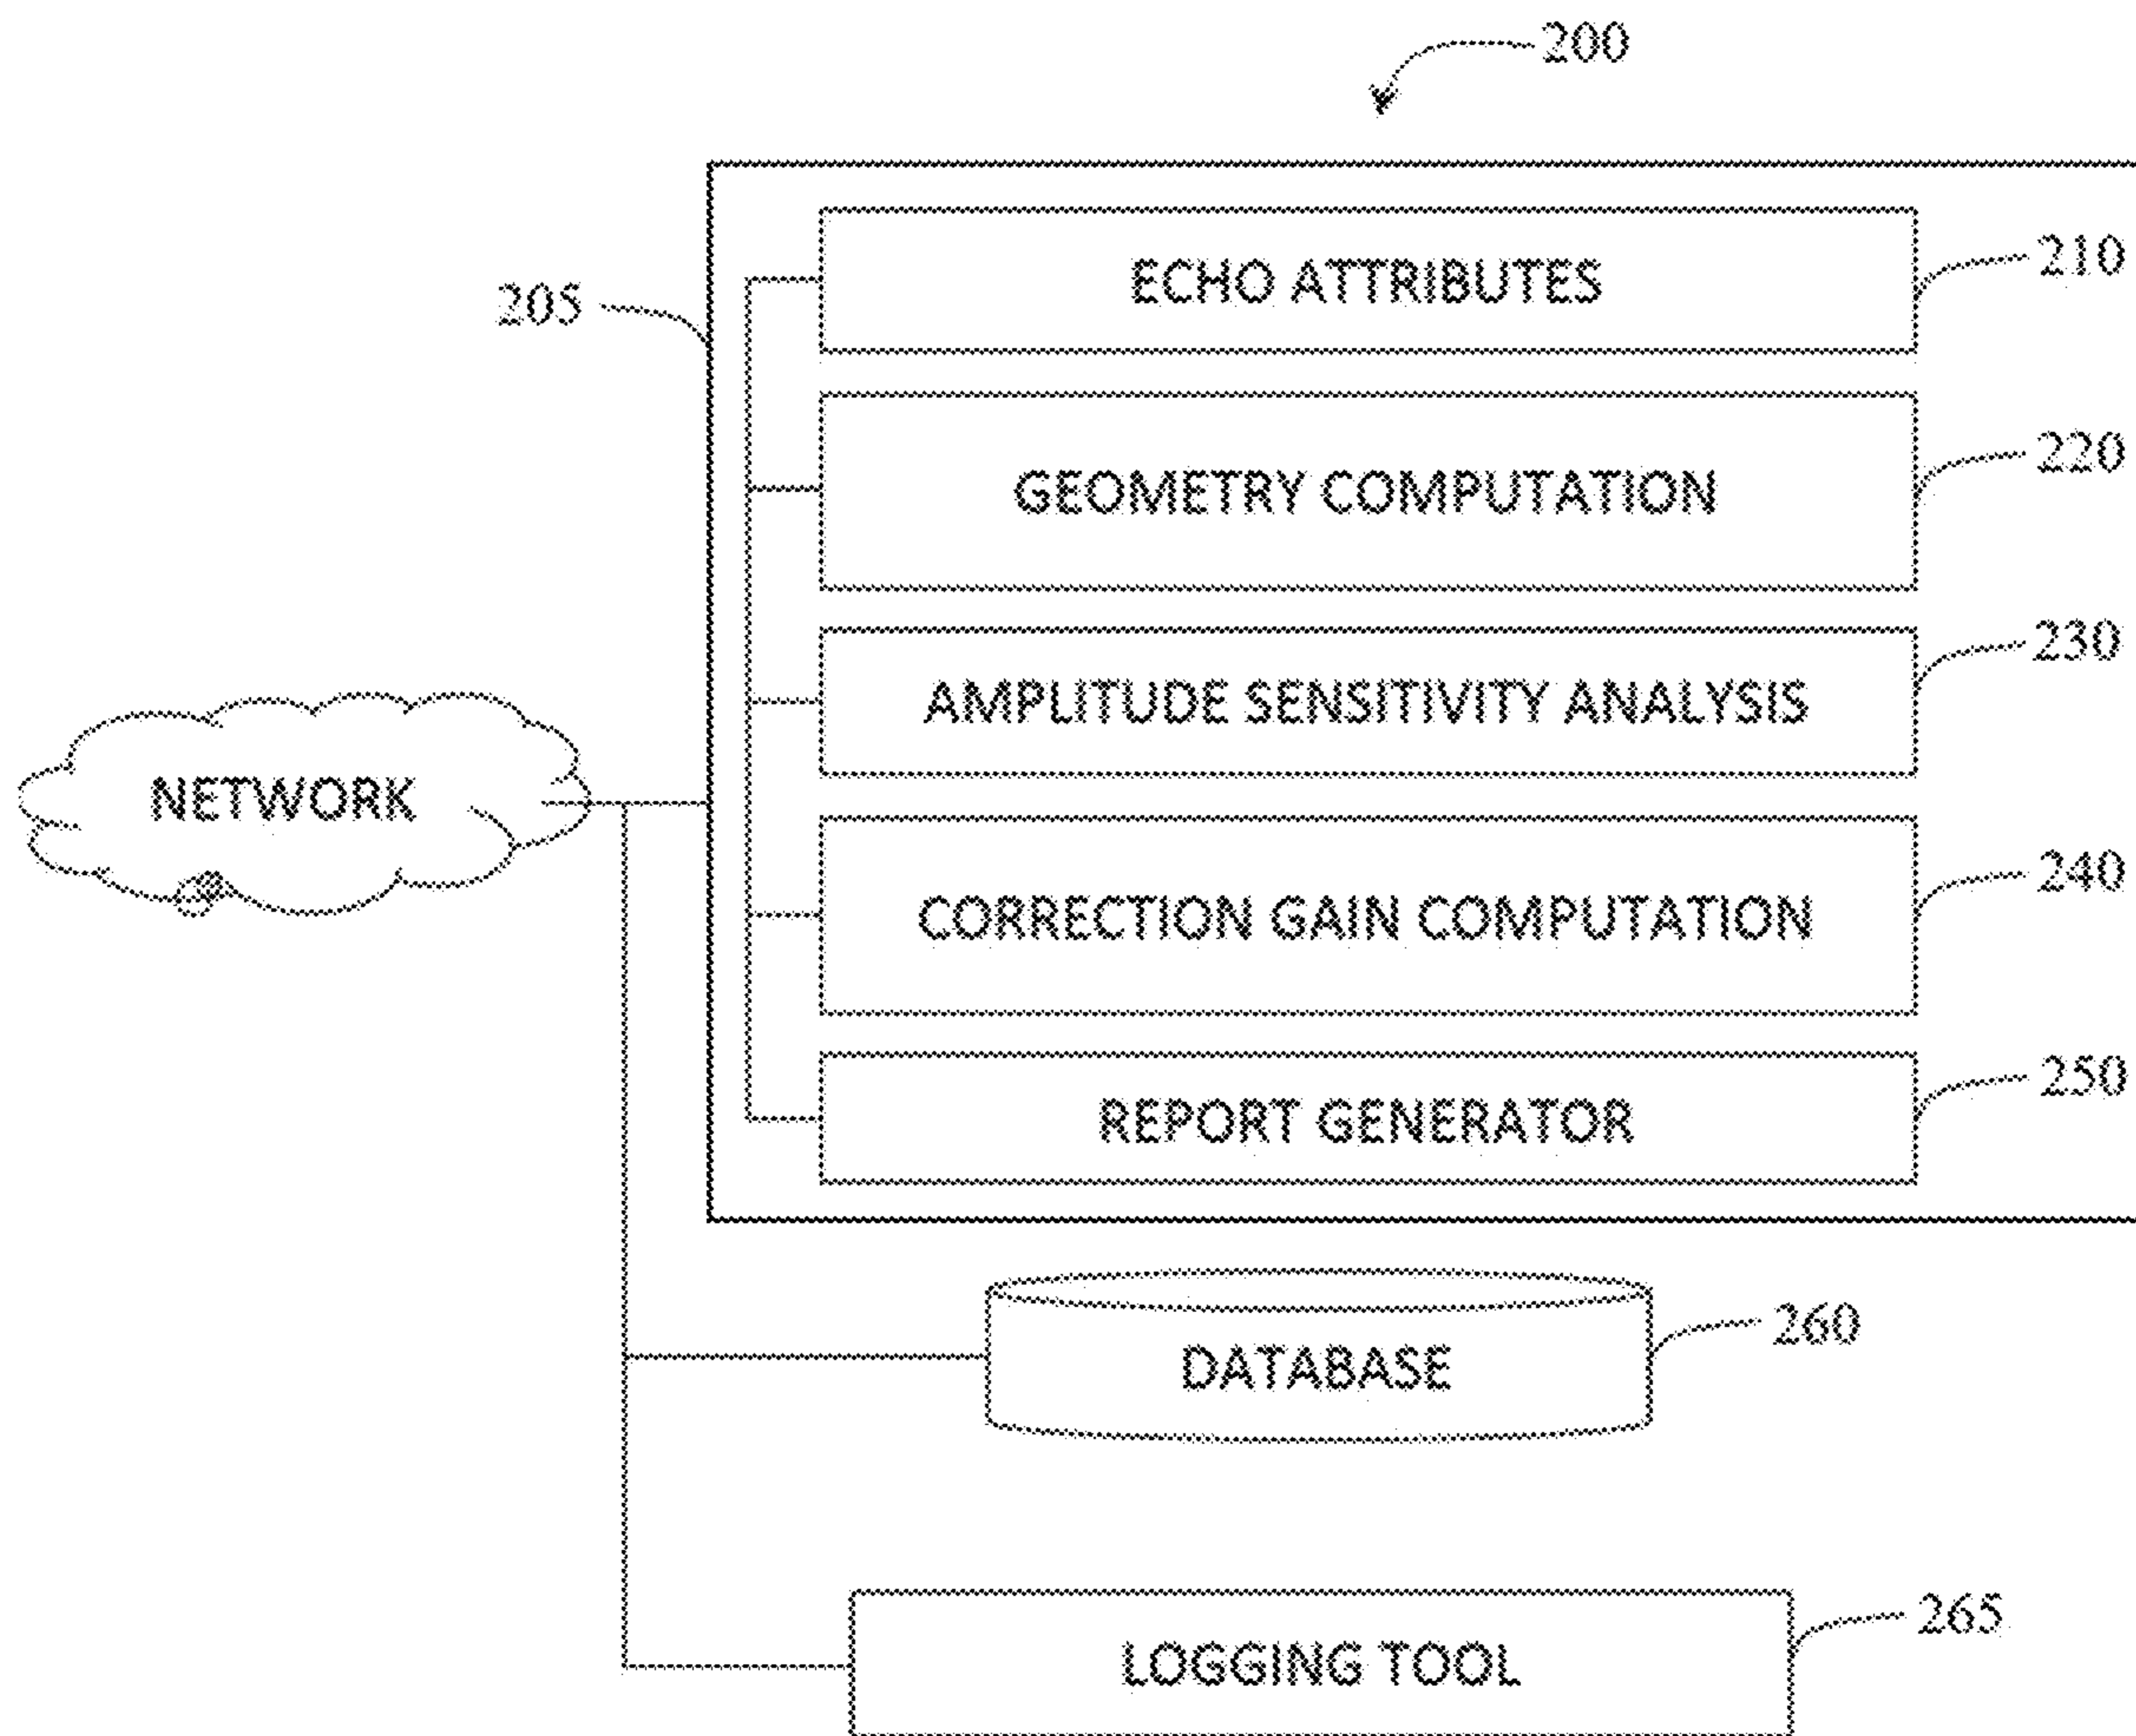 200
ECHO ATTRIBUTES
210
205
GEOMETRY COMPUTATION
220
AMPLITUDE SENSITIVITY ANALYSIS
230
NETWORK
CORRECTION GAIN COMPUTATION
240
REPORT GENERATOR
250
DATABASE
260
LOGGING TOOL
265